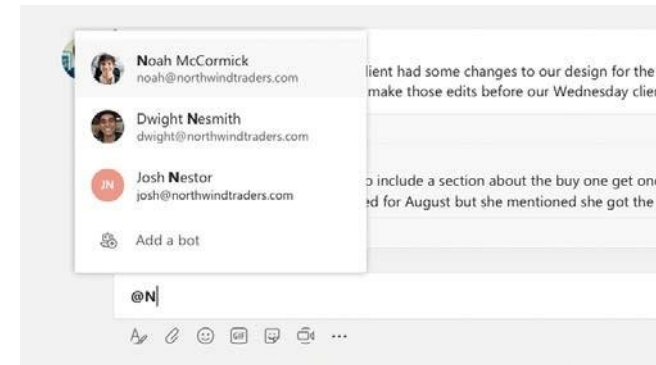 Noah McCormick
noah@northwindtraders.com
lient had some changes to our design for the
make those edits before our Wednesday clie
Dwight Nesmith
dwight@northwindtraders.com
JN
Josh Nestor
josh@northwindtraders.com
o include a section about the buy one get on
ed for August but she mentioned she got the
Add a bot
@N
GIF